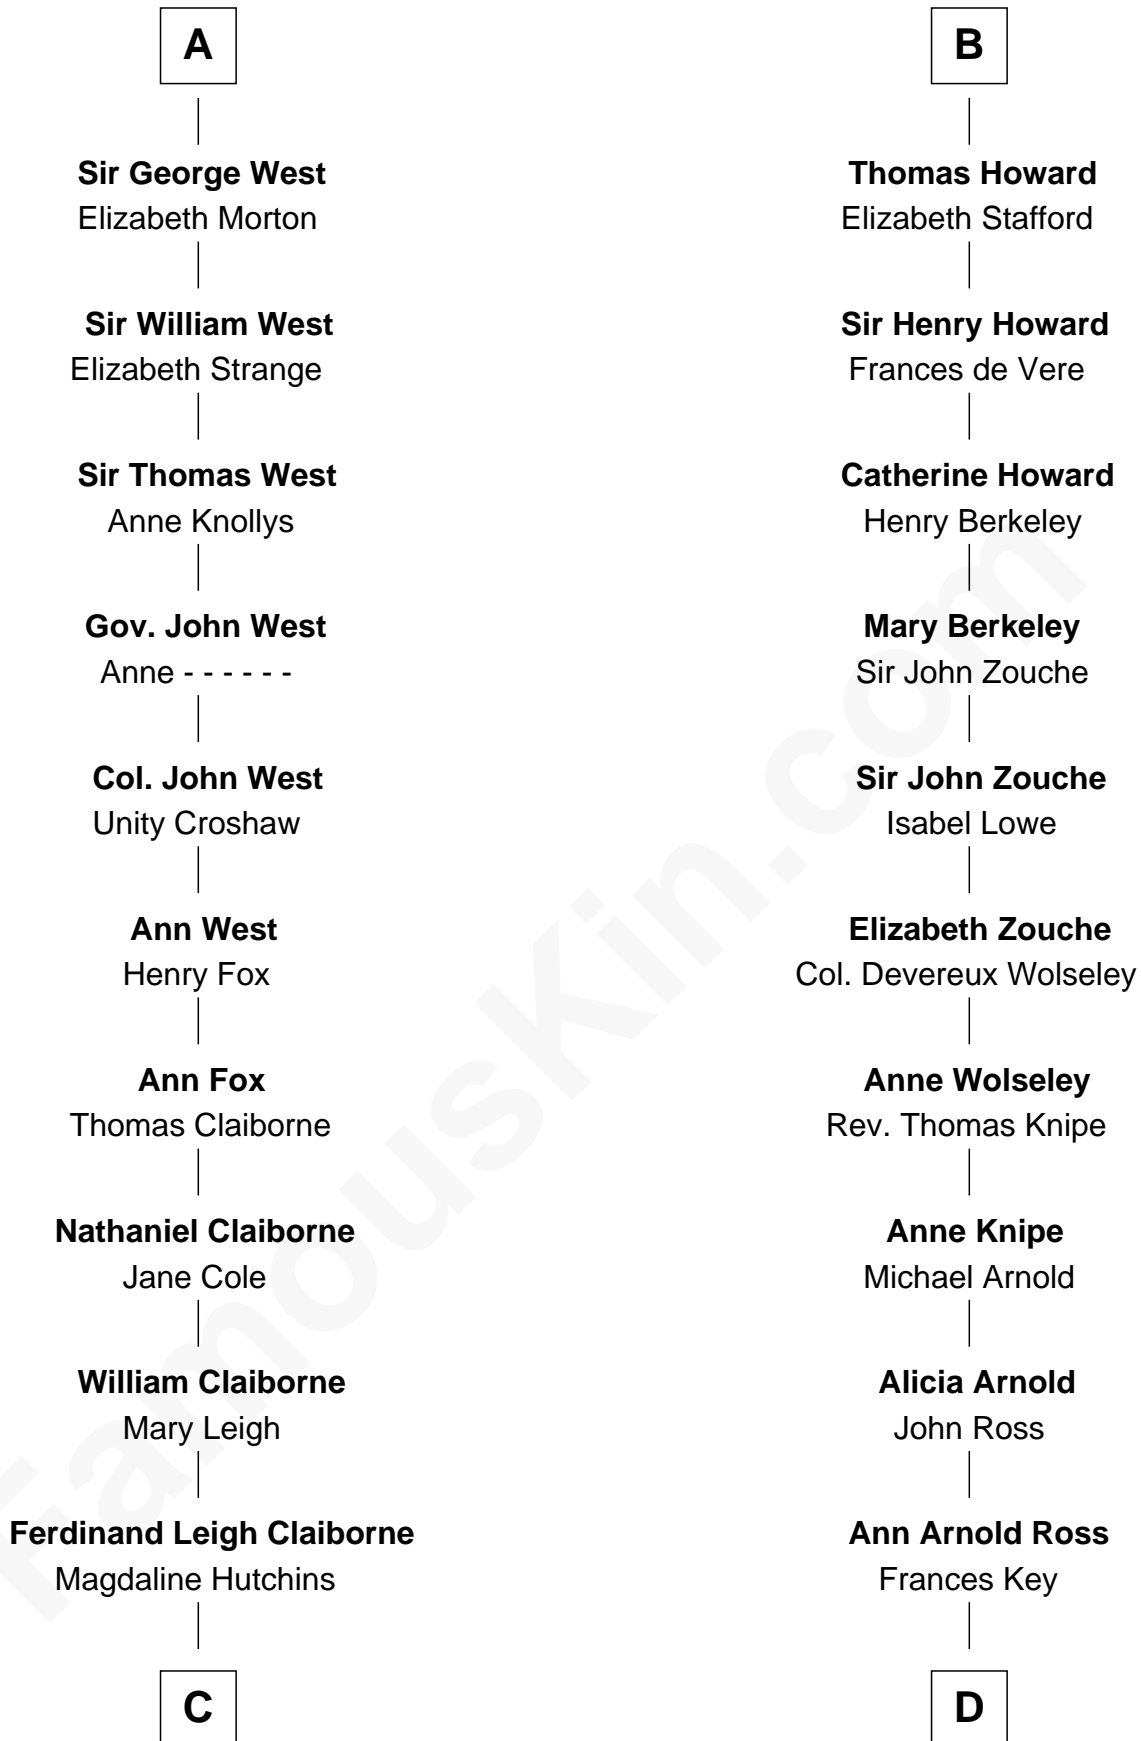 A
Sir George West
Elizabeth Morton
Sir William West
Elizabeth Strange
Sir Thomas West
Anne Knollys
Gov. John West
Anne - - - - - -
Col. John West
Unity Croshaw
Ann West
Henry Fox
Ann Fox
Thomas Claiborne
Nathaniel Claiborne
Jane Cole
William Claiborne
Mary Leigh
Ferdinand Leigh Claiborne
Magdaline Hutchins
C
B
Thomas Howard
Elizabeth Stafford
Sir Henry Howard
Frances de Vere
Catherine Howard
Henry Berkeley
Mary Berkeley
Sir John Zouche
Sir John Zouche
Isabel Lowe
Elizabeth Zouche
Col. Devereux Wolseley
Anne Wolseley
Rev. Thomas Knipe
Anne Knipe
Michael Arnold
Alicia Arnold
John Ross
Ann Arnold Ross
Frances Key
D
FamousKin.com